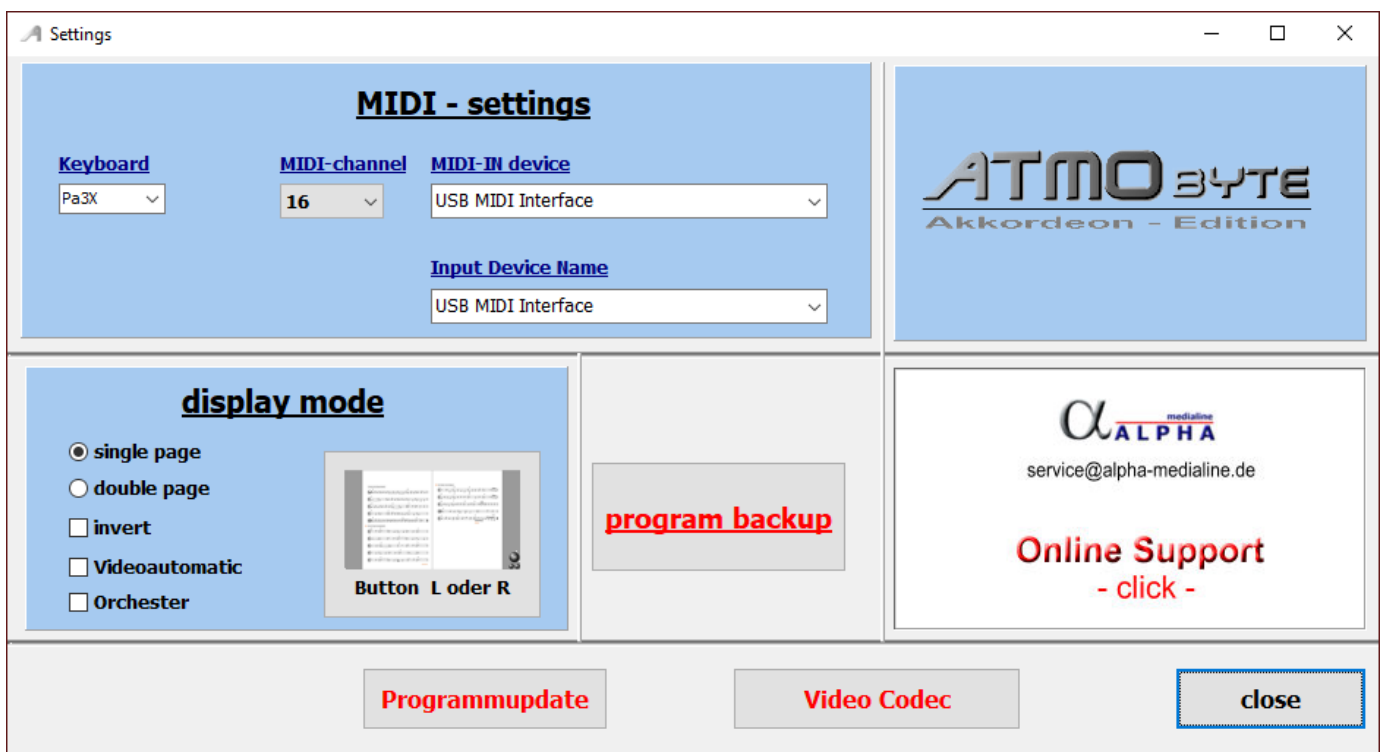 Settings
MIDI - settings
Keyboard
MIDI-channel
MIDI-IN device
Pa3X
16
USB MIDI Interface
Input Device Name
USB MIDI Interface
ATMO BYTE
Akkordeon - Edition
display mode
single page
double page
invert
Videoautomatic
Orchester
Button L oder R
program backup
medialine
α ALPHA
service@alpha-medialine.de
Online Support
- click -
Programmupdate
Video Codec
close